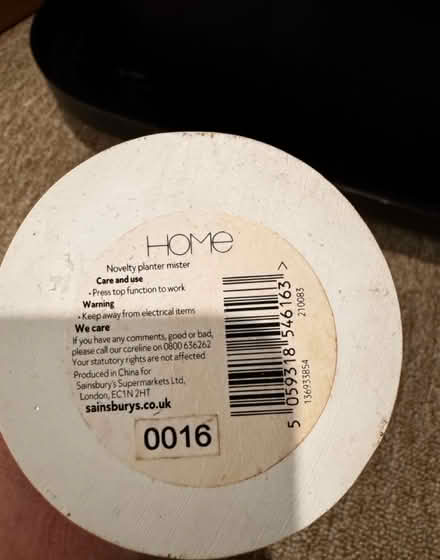 HOME
Novelty planter mister
Care and use
• Press top function to work
Warning
• Keep away from electrical items
We care
If you have any comments, good or bad,
please call our careline on 0800 636262
Your statutory rights are not affected
Produced in China for
Sainsbury's Supermarkets Ltd,
London, EC1N 2HT
sainsburys.co.uk
0016
5 059318 546163 >
210083
136933854